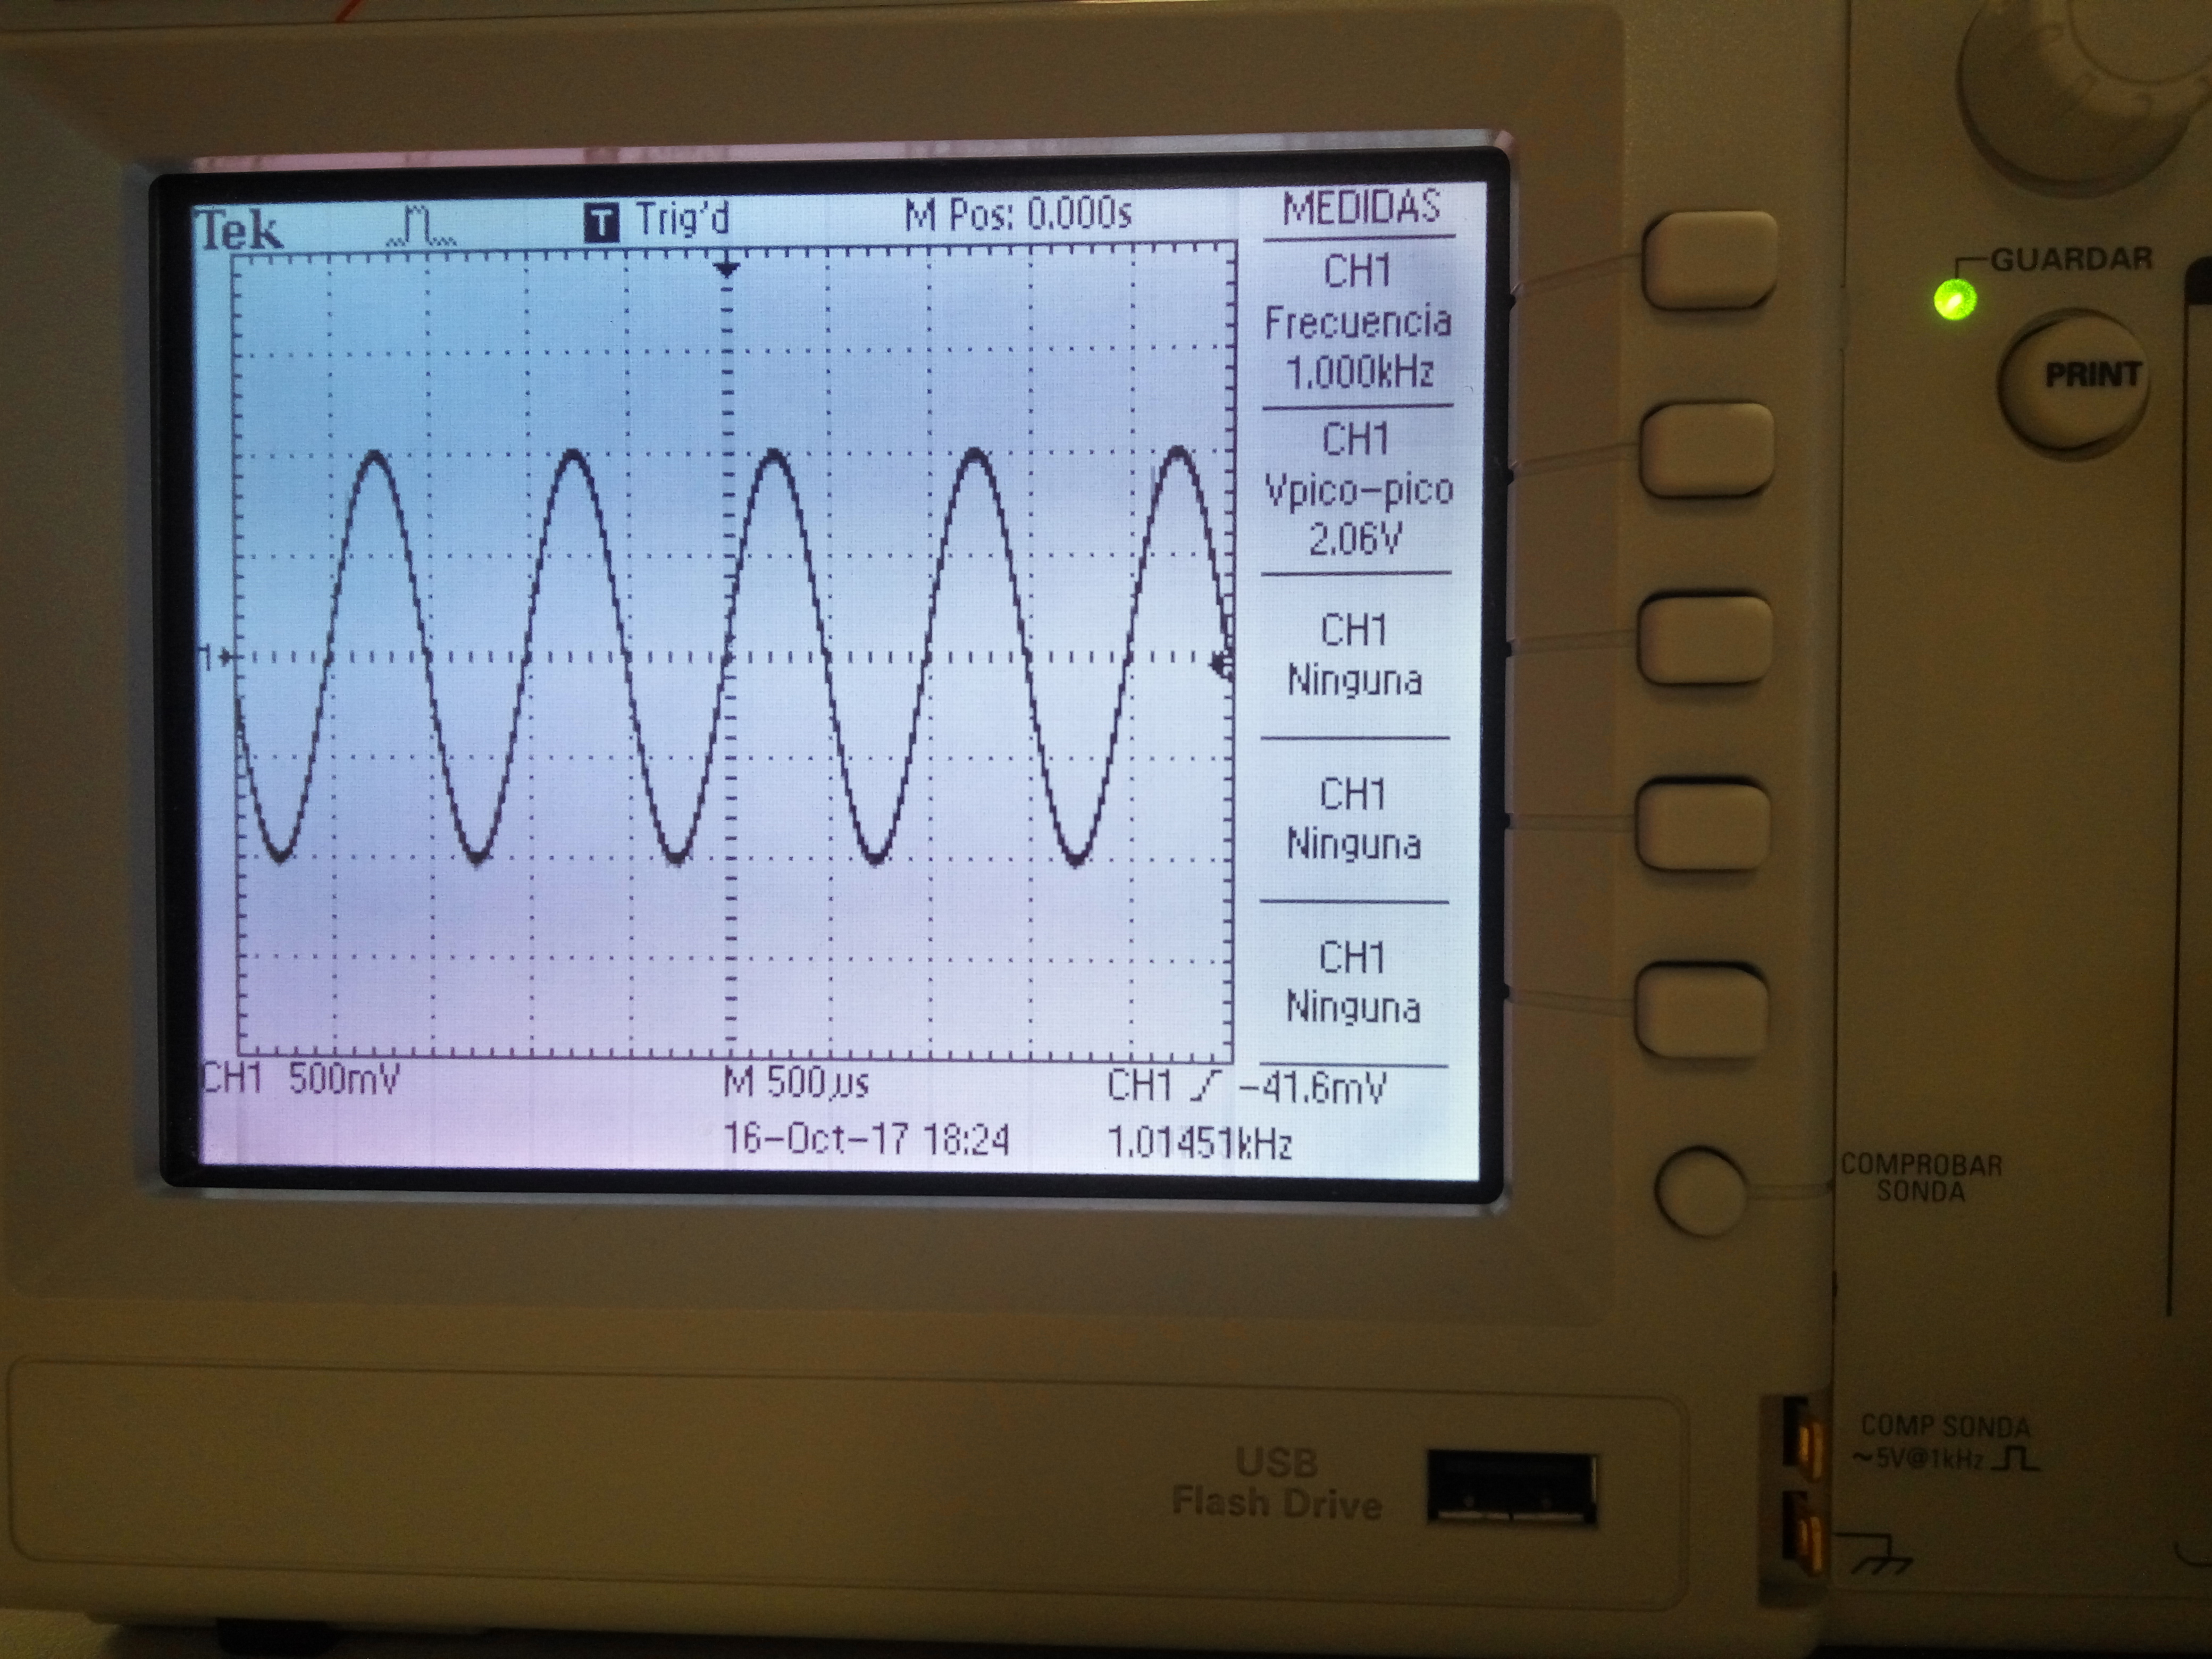 Tek
T Trig'd
M Pos: 0.000s
MEDIDAS
CH1
Frecuencia
1.000kHz
CH1
Vpico-pico
2.06V
CH1
Ninguna
CH1
Ninguna
CH1
Ninguna
1
CH1 500mV
M 500µs
CH1 -41.6mV
16-Oct-17 18:24
1.01451kHz
GUARDAR
PRINT
COMPROBAR
SONDA
COMP SONDA
~5V@1kHz
USB
Flash Drive